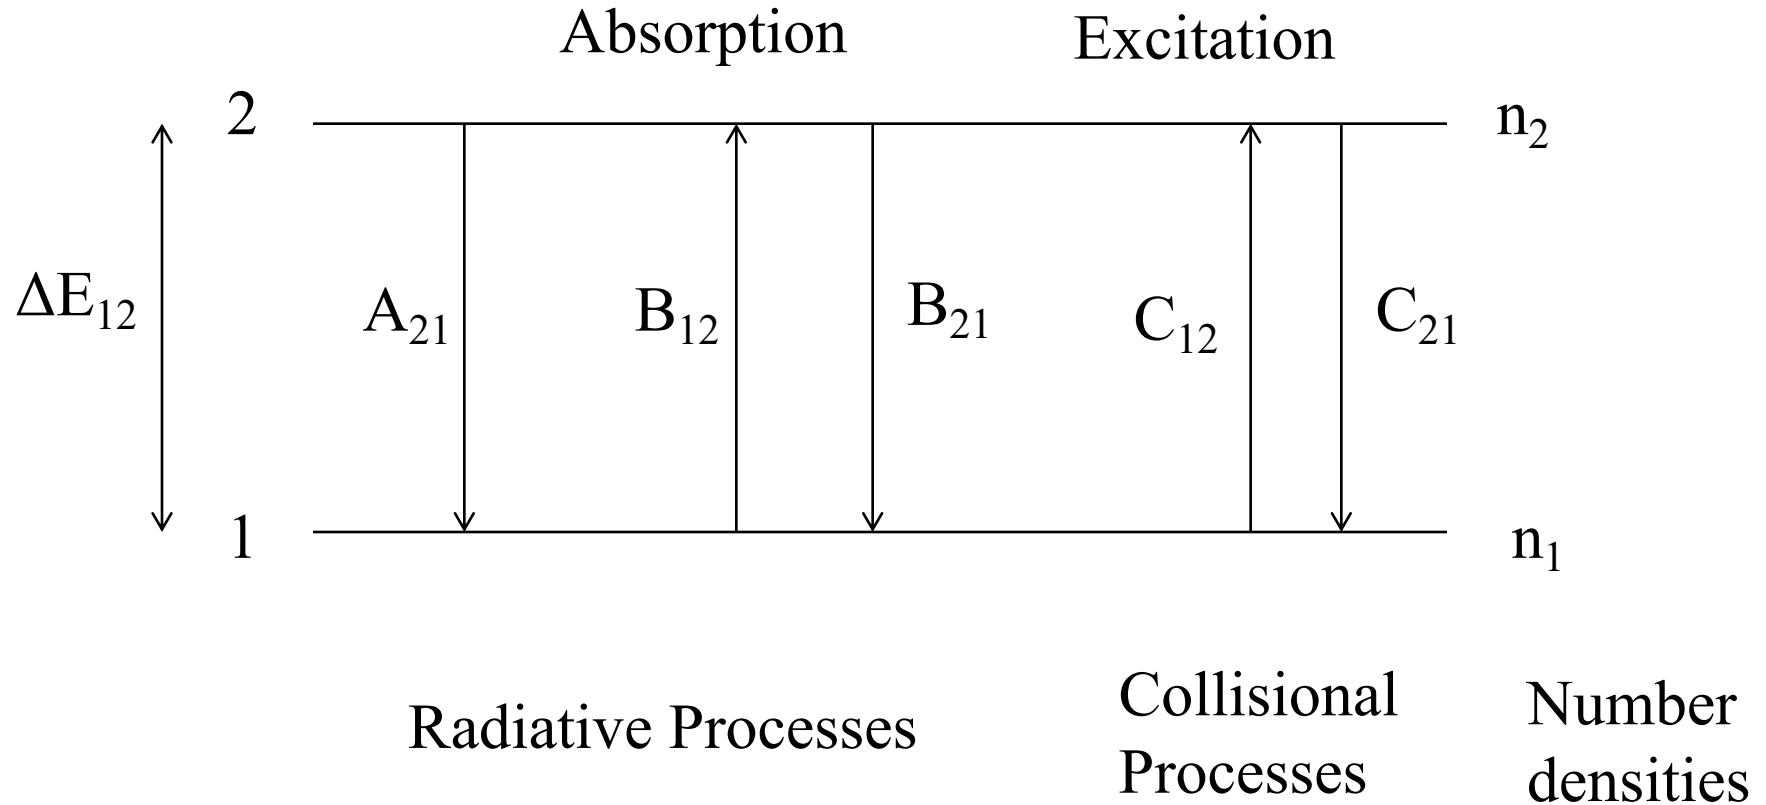 Absorption
Excitation
2
n₂
ΔE₁₂
A₂₁
B₁₂
B₂₁
C₁₂
C₂₁
1
n₁
Radiative Processes
Collisional
Processes
Number
densities